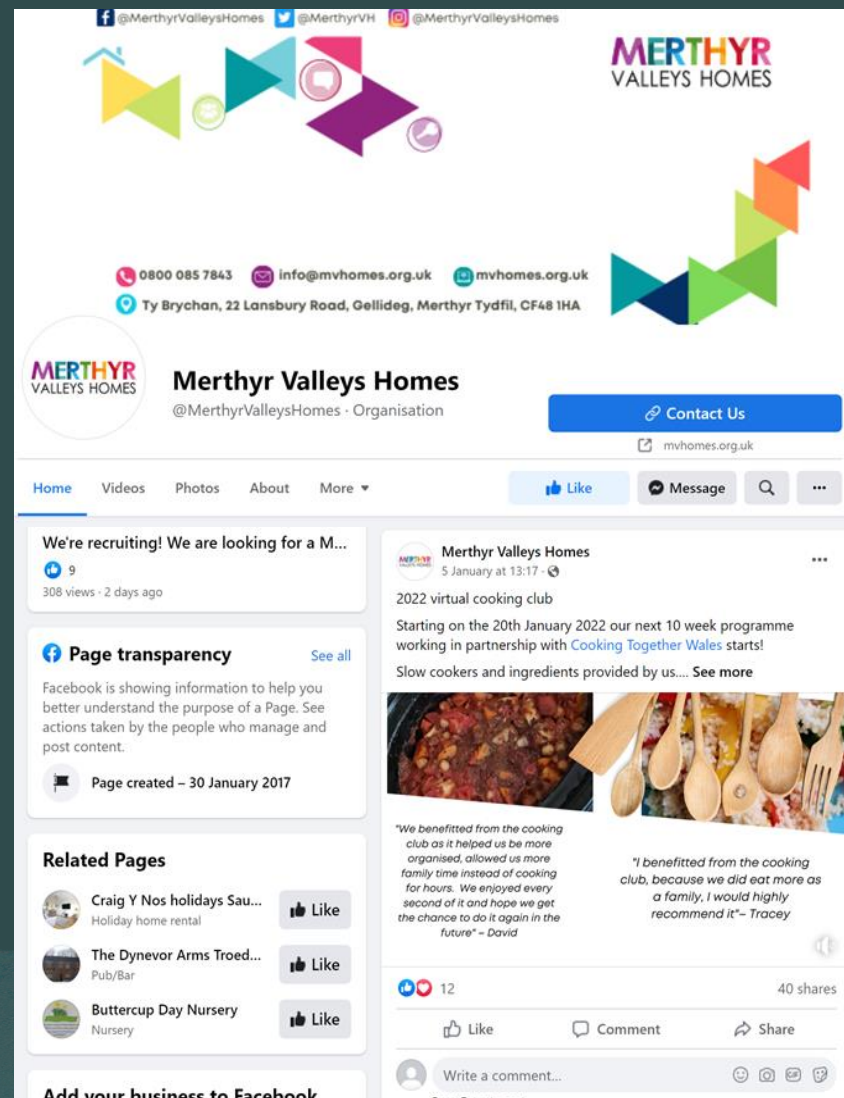 @MerthyrValleysHomes @MerthyrVH @MerthyrValleysHomes
MERTHYR
VALLEYS HOMES
0800 085 7843 info@mvhomes.org.uk mvhomes.org.uk
Ty Brychan, 22 Lansbury Road, Gellideg, Merthyr Tydfil, CF48 1HA
MERTHYR
VALLEYS HOMES
Merthyr Valleys Homes
@MerthyrValleysHomes · Organisation
Contact Us
mvhomes.org.uk
Home Videos Photos About More
Like Message
We're recruiting! We are looking for a M...
9
308 views · 2 days ago
Page transparency See all
Facebook is showing information to help you
better understand the purpose of a Page. See
actions taken by the people who manage and
post content.
Page created – 30 January 2017
Related Pages
Craig Y Nos holidays Sau...
Holiday home rental
Like
The Dynevor Arms Troed...
Pub/Bar
Like
Buttercup Day Nursery
Nursery
Like
Add your business to Facebook
MERTHYR
VALLEYS HOMES
Merthyr Valleys Homes
5 January at 13:17 ·
2022 virtual cooking club
Starting on the 20th January 2022 our next 10 week programme
working in partnership with Cooking Together Wales starts!
Slow cookers and ingredients provided by us.... See more
"We benefitted from the cooking
club as it helped us be more
organised, allowed us more
family time instead of cooking
for hours. We enjoyed every
second of it and hope we get
the chance to do it again in the
future" – David
"I benefitted from the cooking
club, because we did eat more as
a family, I would highly
recommend it"– Tracey
12 40 shares
Like Comment Share
Write a comment...
GIF